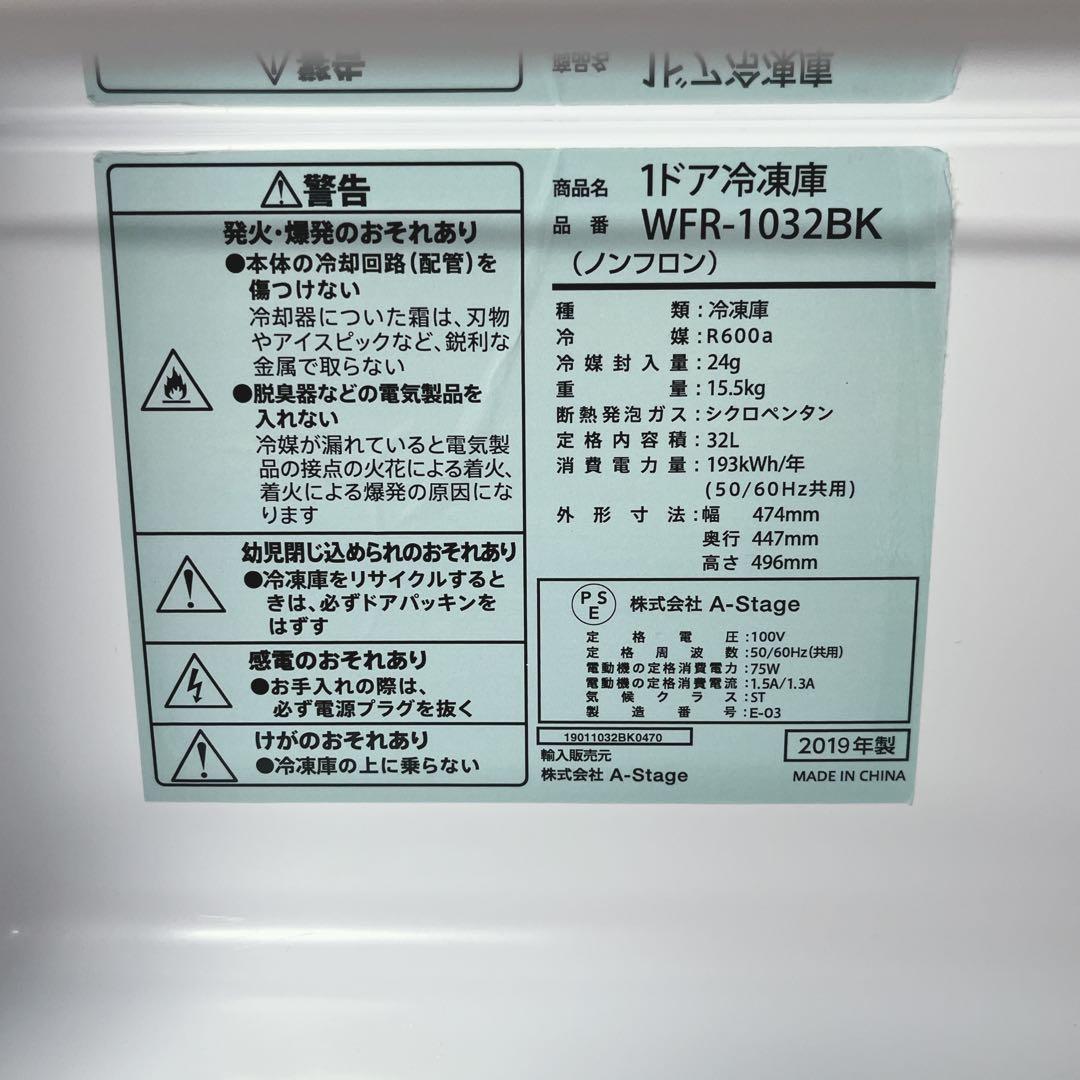 警告
発火・爆発のおそれあり
●本体の冷却回路（配管）を
傷つけない
冷却器についた霜は、刃物
やアイスピックなど、鋭利な
金属で取らない
●脱臭器などの電気製品を
入れない
冷媒が漏れていると電気製
品の接点の火花による着火、
着火による爆発の原因にな
ります
幼児閉じ込められのおそれあり
●冷凍庫をリサイクルすると
きは、必ずドアパッキンを
はずす
感電のおそれあり
●お手入れの際は、
必ず電源プラグを抜く
けがのおそれあり
●冷凍庫の上に乗らない
商品名 1ドア冷凍庫
品番 WFR-1032BK
（ノンフロン）
種類：冷凍庫
冷媒：R600a
冷媒封入量：24g
重量：15.5kg
断熱発泡ガス：シクロペンタン
定格内容積：32L
消費電力量：193kWh/年
(50/60Hz共用)
外形寸法：幅 474mm
奥行 447mm
高さ 496mm
PSE 株式会社 A-Stage
定格電圧：100V
定格周波数：50/60Hz(共用)
電動機の定格消費電力：75W
電動機の定格消費電流：1.5A/1.3A
気候クラス：ST
製造番号：E-03
19011032BK0470
2019年製
輸入販売元
株式会社 A-Stage
MADE IN CHINA